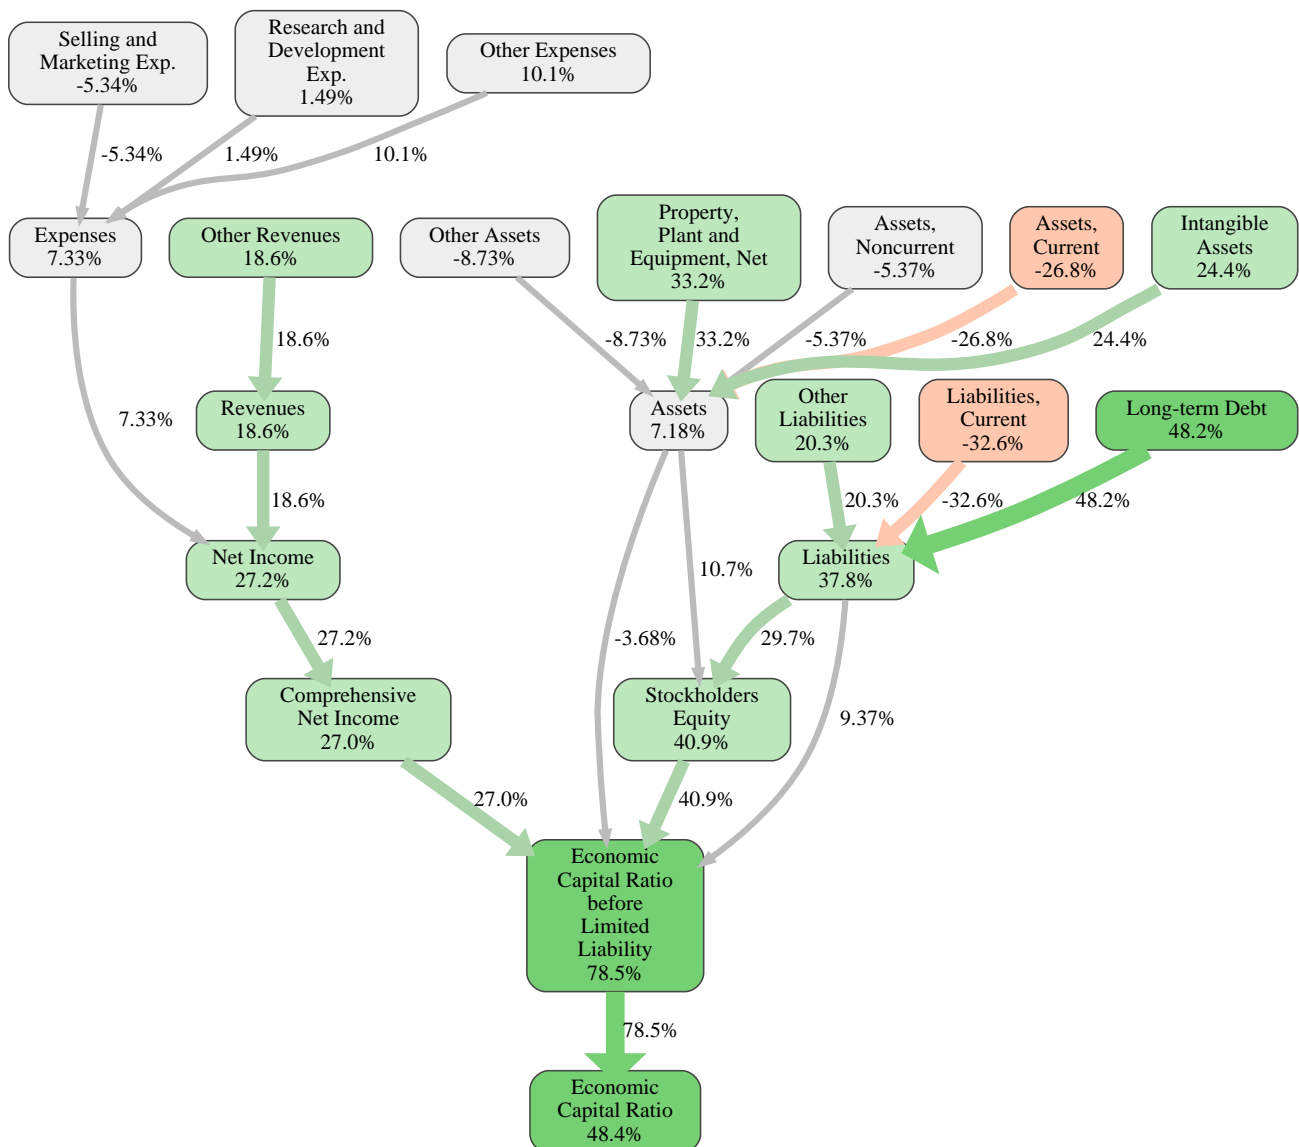 Selling and
Marketing Exp.
-5.34%
Research and
Development
Exp.
1.49%
Other Expenses
10.1%
-5.34%
1.49%
10.1%
Expenses
7.33%
Other Revenues
18.6%
Other Assets
-8.73%
Property,
Plant and
Equipment, Net
33.2%
Assets,
Noncurrent
-5.37%
Assets,
Current
-26.8%
Intangible
Assets
24.4%
18.6%
-8.73%
33.2%
-5.37%
-26.8%
24.4%
7.33%
Revenues
18.6%
Assets
7.18%
Other
Liabilities
20.3%
Liabilities,
Current
-32.6%
Long-term Debt
48.2%
18.6%
20.3%
-32.6%
48.2%
Net Income
27.2%
10.7%
Liabilities
37.8%
27.2%
-3.68%
29.7%
Comprehensive
Net Income
27.0%
Stockholders
Equity
40.9%
9.37%
27.0%
40.9%
Economic
Capital Ratio
before
Limited
Liability
78.5%
78.5%
Economic
Capital Ratio
48.4%